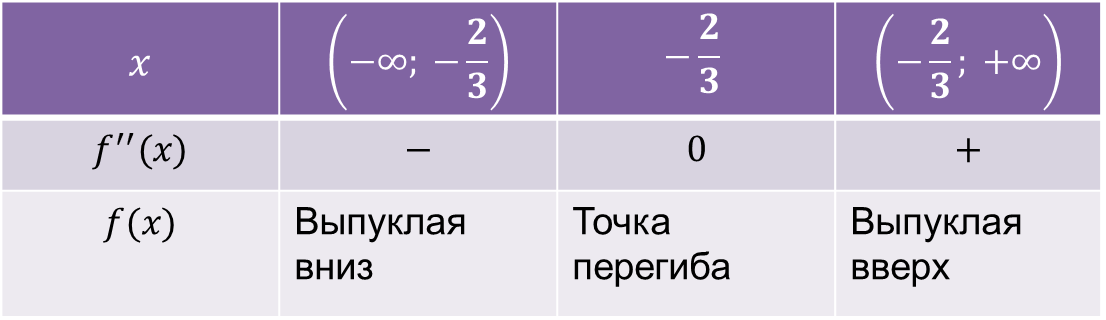 x (−∞; −2/3) −2/3 (−2/3; +∞)
f′′(x) − 0 +
f(x) Выпуклая Точка Выпуклая
вниз перегиба вверх